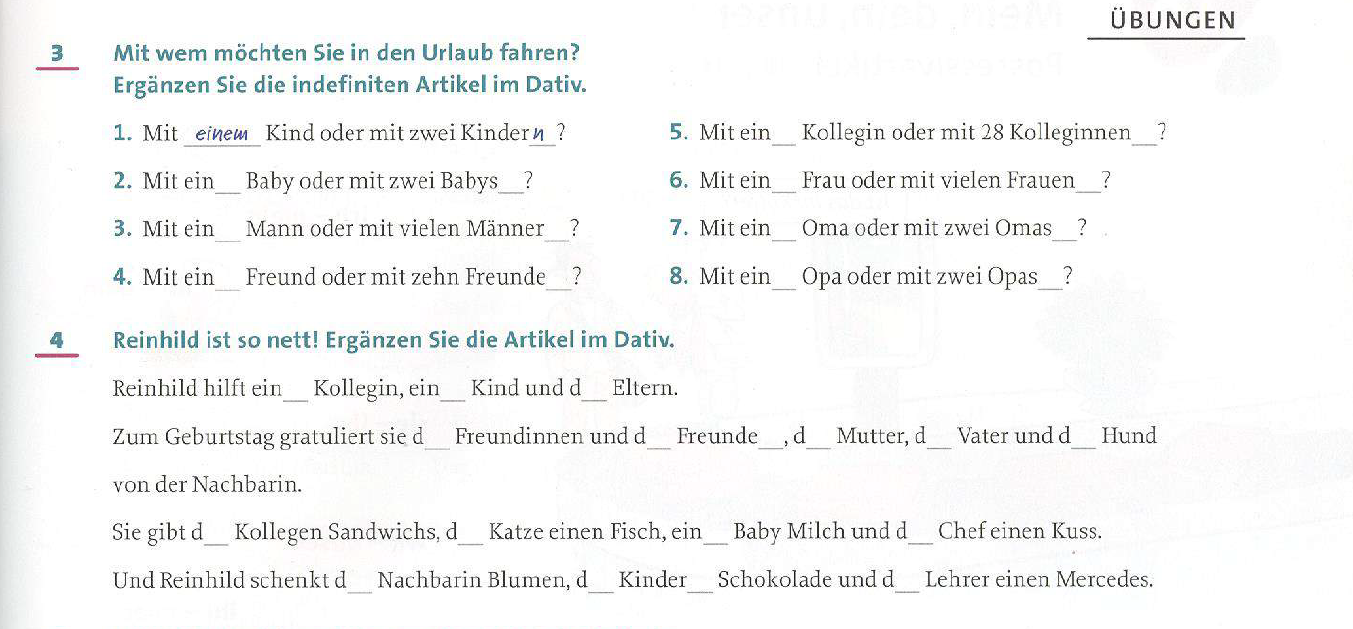 ÜBUNGEN
3 Mit wem möchten Sie in den Urlaub fahren?
Ergänzen Sie die indefiniten Artikel im Dativ.
1. Mit einem Kind oder mit zwei Kindern?
2. Mit ein__ Baby oder mit zwei Babys__?
3. Mit ein__ Mann oder mit vielen Männer__?
4. Mit ein__ Freund oder mit zehn Freunde__?
5. Mit ein__ Kollegin oder mit 28 Kolleginnen__?
6. Mit ein__ Frau oder mit vielen Frauen__?
7. Mit ein__ Oma oder mit zwei Omas__?
8. Mit ein__ Opa oder mit zwei Opas__?
4 Reinhild ist so nett! Ergänzen Sie die Artikel im Dativ.
Reinhild hilft ein__ Kollegin, ein__ Kind und d__ Eltern.
Zum Geburtstag gratuliert sie d__ Freundinnen und d__ Freunde__, d__ Mutter, d__ Vater und d__ Hund
von der Nachbarin.
Sie gibt d__ Kollegen Sandwichs, d__ Katze einen Fisch, ein__ Baby Milch und d__ Chef einen Kuss.
Und Reinhild schenkt d__ Nachbarin Blumen, d__ Kinder__ Schokolade und d__ Lehrer einen Mercedes.